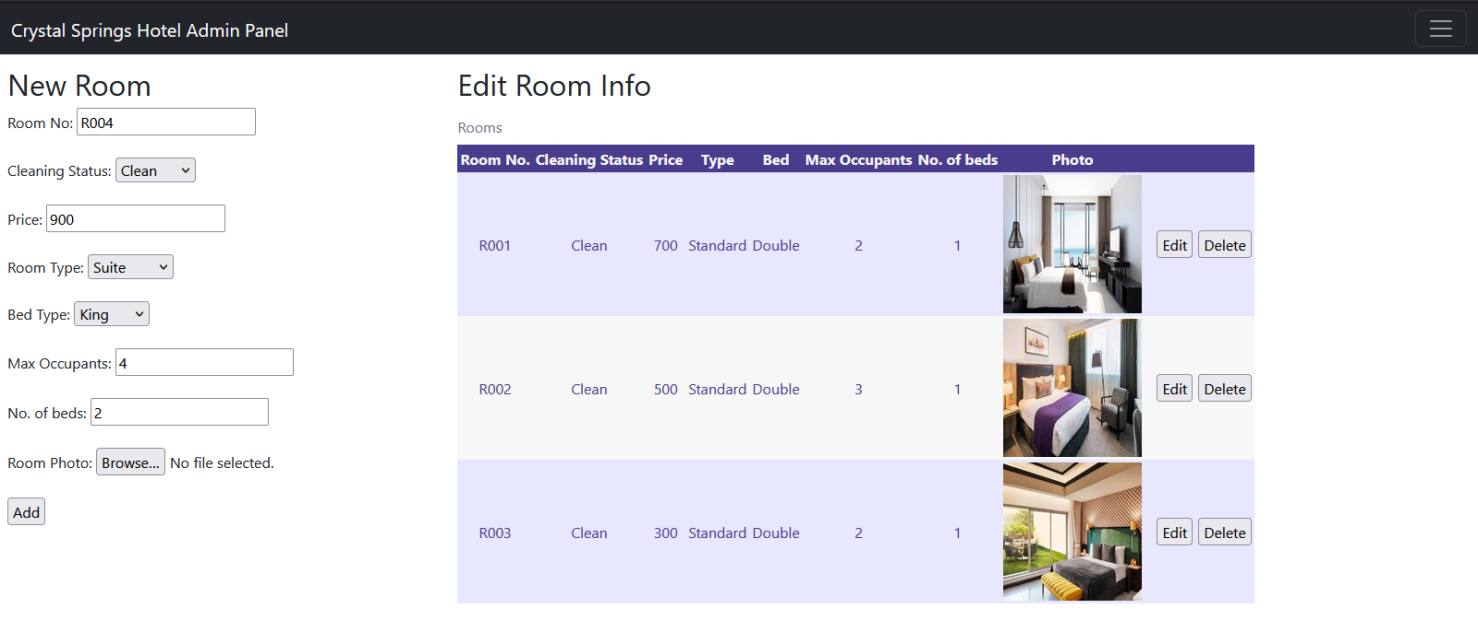 Crystal Springs Hotel Admin Panel
New Room
Room No: R004
Cleaning Status: Clean
Price: 900
Room Type: Suite
Bed Type: King
Max Occupants: 4
No. of beds: 2
Room Photo: Browse... No file selected.
Add
Edit Room Info
Rooms
Room No. Cleaning Status Price Type Bed Max Occupants No. of beds Photo
R001 Clean 700 Standard Double 2 1 Edit Delete
R002 Clean 500 Standard Double 3 1 Edit Delete
R003 Clean 300 Standard Double 2 1 Edit Delete